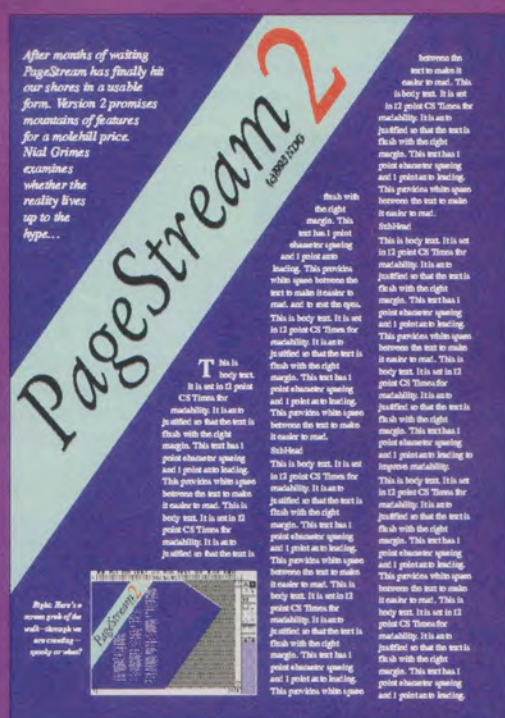 After months of waiting
PageStream has finally hit
our shores in a usable
form. Version 2 promises
mountains of features
for a molehill price.
Nial Grimes
examines
whether the
reality lives
up to the
hype...
PageStream 2
(c)1993 NDG
This is
body text.
It is set in 12 point
CS Times for
readability. It is auto
justified so that the text is
flush with the right
margin. This text has 1
point character spacing
and 1 point auto leading.
This provides white space
between the text to make
it easier to read. This is
body text. It is set in 12
point CS Times for
readability. It is auto
justified so that the text is
flush with
the right
margin. This
text has 1 point
character spacing
and 1 point auto
leading. This provides
white space between the
text to make it easier to
read. and to rest the eyes.
This is body text. It is set
in 12 point CS Times for
readability. It is auto
justified so that the text is
flush with the right
margin. This text has 1
point character spacing
and 1 point auto leading.
This provides white space
between the text to make
it easier to read.
SubHead
This is body text. It is set
in 12 point CS Times for
readability. It is auto
justified so that the text is
flush with the right
margin. This text has 1
point character spacing
and 1 point auto leading.
This provides white space
between the text to make
it easier to read. This is
body text. It is set in 12
point CS Times for
readability. It is auto
justified so that the text is
flush with the right
margin. This text has 1
point character spacing
and 1 point auto leading.
This provides white space
between the
text to make it
easier to read. This
is body text. It is set
in 12 point CS Times for
readability. It is auto
justified so that the text is
flush with the right
margin. This text has 1
point character spacing
and 1 point auto leading.
This provides white space
between the text to make
it easier to read.
SubHead
This is body text. It is set
in 12 point CS Times for
readability. It is auto
justified so that the text is
flush with the right
margin. This text has 1
point character spacing
and 1 point auto leading.
This provides white space
between the text to make
it easier to read. This is
body text. It is set in 12
point CS Times for
readability. It is auto
justified so that the text is
flush with the right
margin. This text has 1
point character spacing
and 1 point auto leading to
improve readability.
This is body text. It is set
in 12 point CS Times for
readability. It is auto
justified so that the text is
flush with the right
margin. This text has 1
point character spacing
and 1 point auto leading.
This provides white space
between the text to make
it easier to read. This is
body text. It is set in 12
point CS Times for
readability. It is auto
justified so that the text is
flush with the right
margin. This text has 1
point character spacing
and 1 point auto leading.
Right: Here's a
screen grab of the
walk-through we
are creating -
spooky or what?
PageStream 2